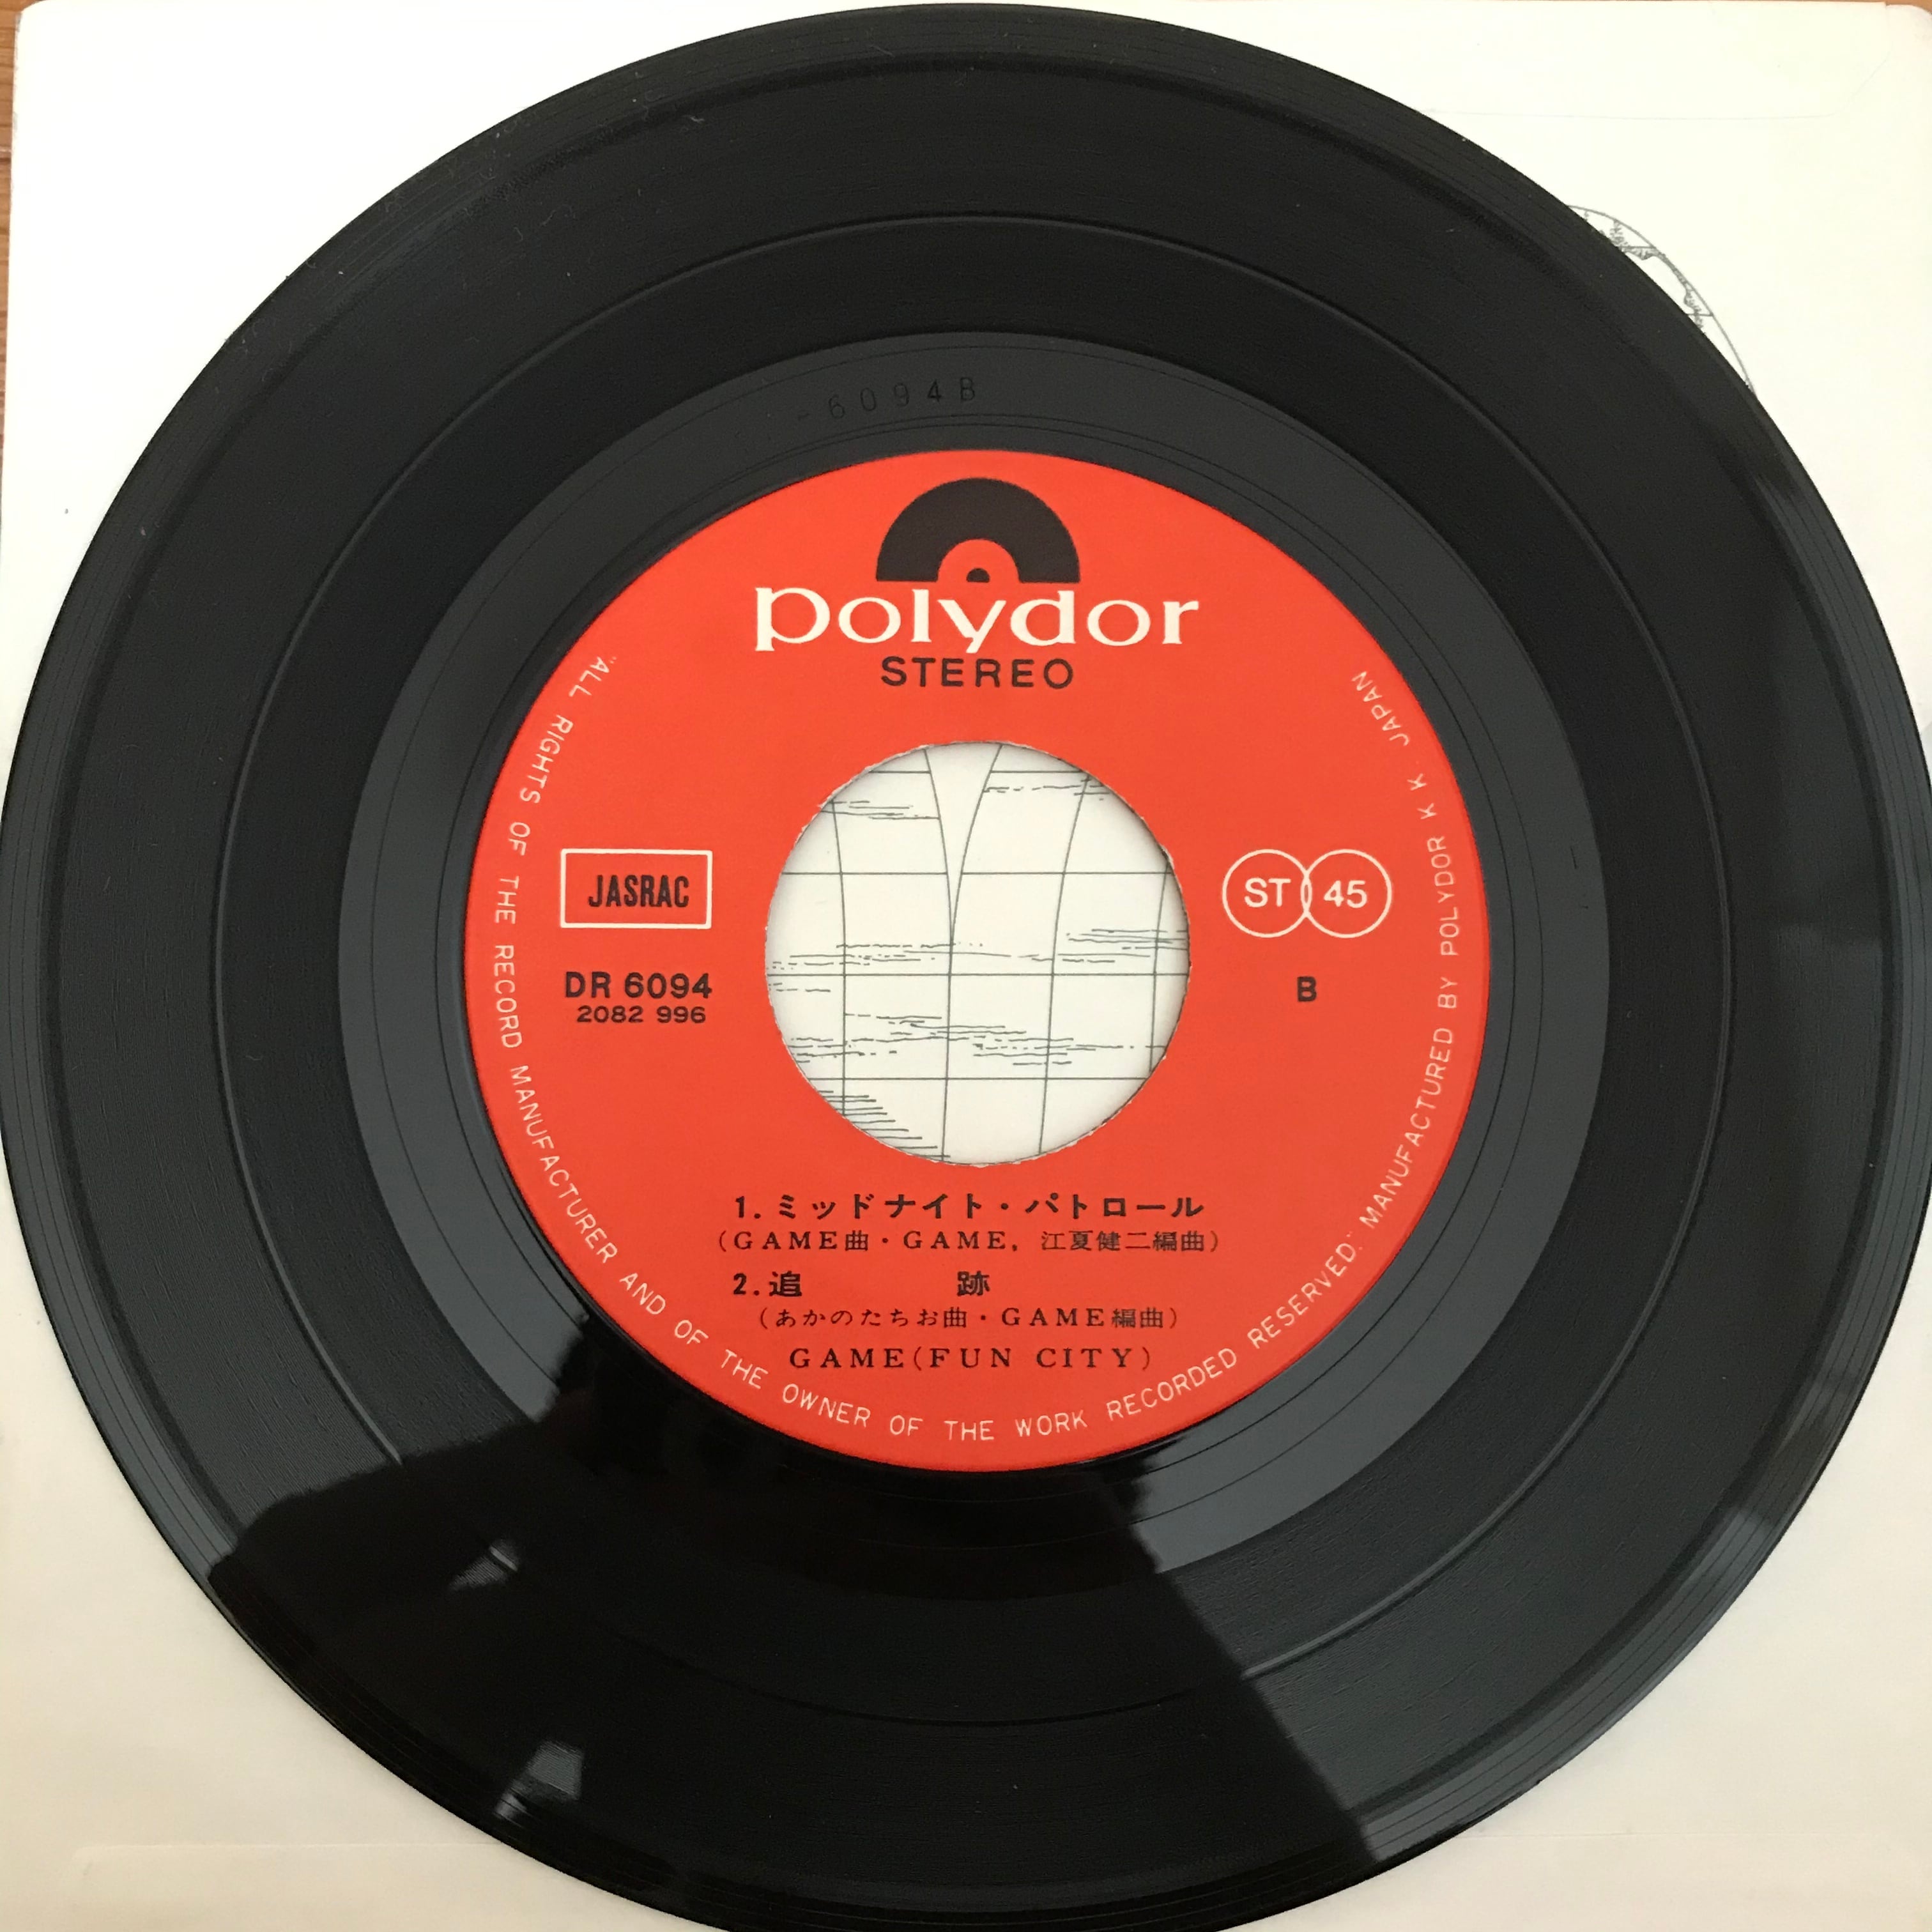 -6094B
polydor
STEREO
JASRAC
ST 45
DR 6094
B
2082 996
1.ミッドナイト・パトロール
(GAME曲・GAME, 江夏健二編曲)
2.追 跡
(あかのたちお曲・GAME編曲)
GAME(FUN CITY)
"ALL RIGHTS OF THE RECORD MANUFACTURER AND OF THE OWNER OF THE WORK RECORDED RESERVED." MANUFACTURED BY POLYDOR K.K. JAPAN